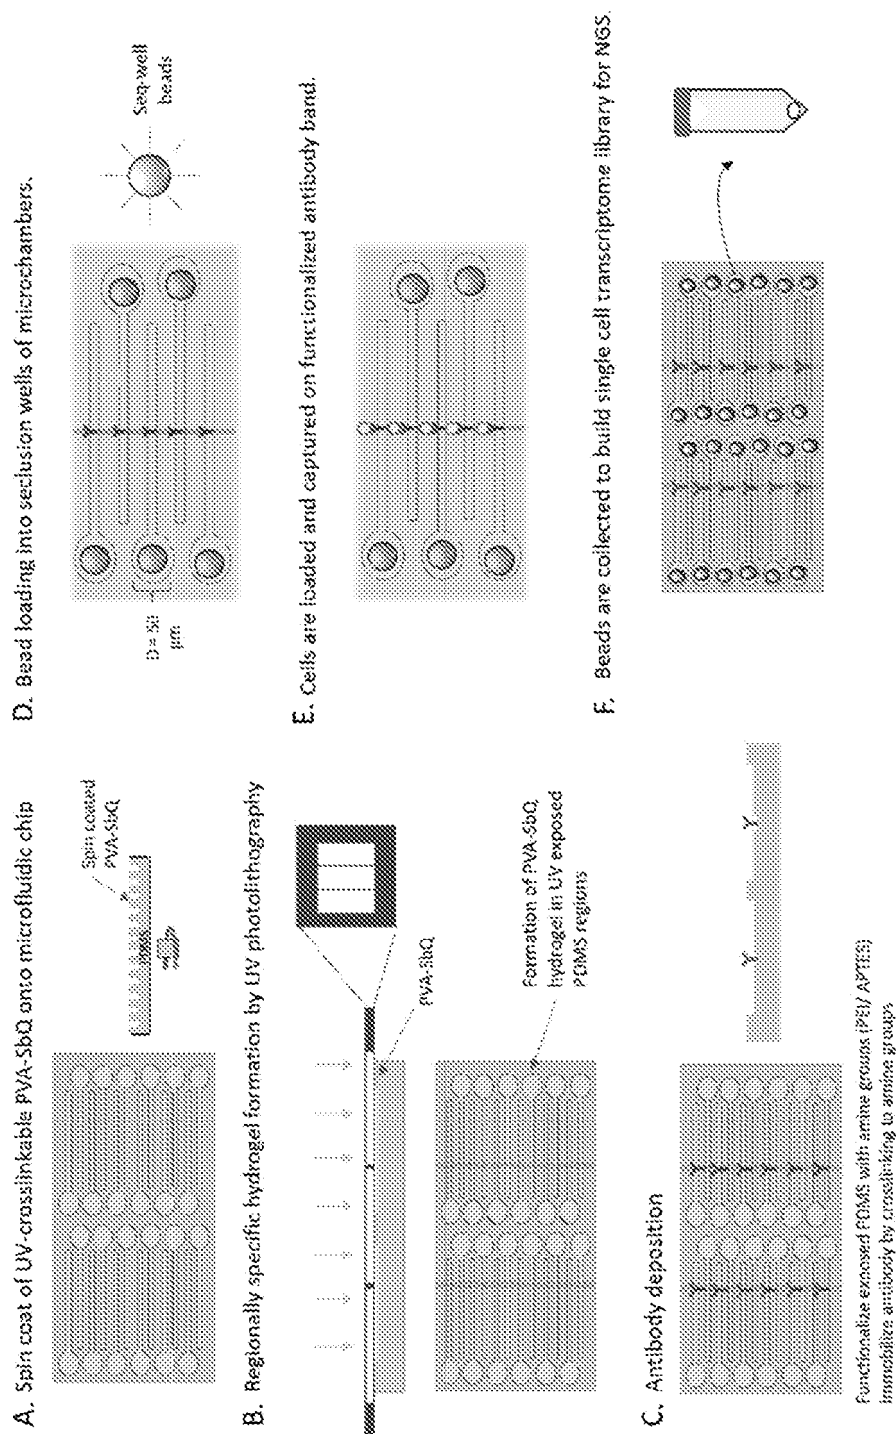 A. Spin coat of UV-crosslinkable PVA-SbQ onto microfluidic chip
Spin coated
PVA-SbQ
B. Regionally specific hydrogel formation by UV photolithography
PVA-SbQ
Formation of PVA-SbQ
hydrogel in UV exposed
PDMS regions
C. Antibody deposition
Functionalize exposed PDMS with amine groups (PEI/ APTES)
Immobilize antibody by crosslinking to amine groups
D. Bead loading into seclusion wells of microchambers.
D = 50
μm
Seq-well
beads
E. Cells are loaded and captured on functionalized antibody band.
F. Beads are collected to build single cell transcriptome library for NGS.